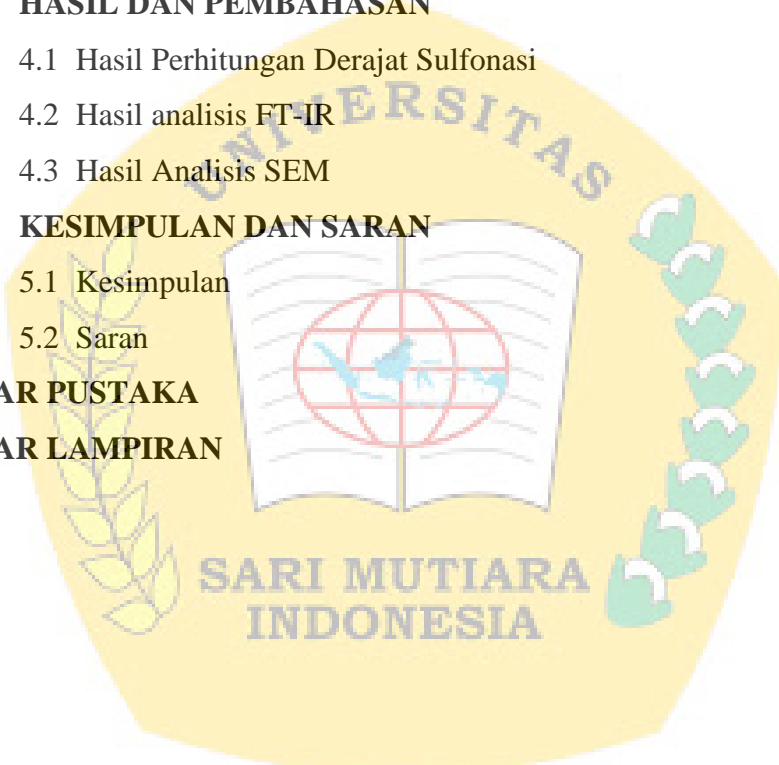 HASIL DAN PEMBAHASAN
4.1 Hasil Perhitungan Derajat Sulfonasi
4.2 Hasil analisis FT-IR
4.3 Hasil Analisis SEM
KESIMPULAN DAN SARAN
5.1 Kesimpulan
5.2 Saran
AR PUSTAKA
AR LAMPIRAN
UNIVERSITAS
SARI MUTIARA
INDONESIA